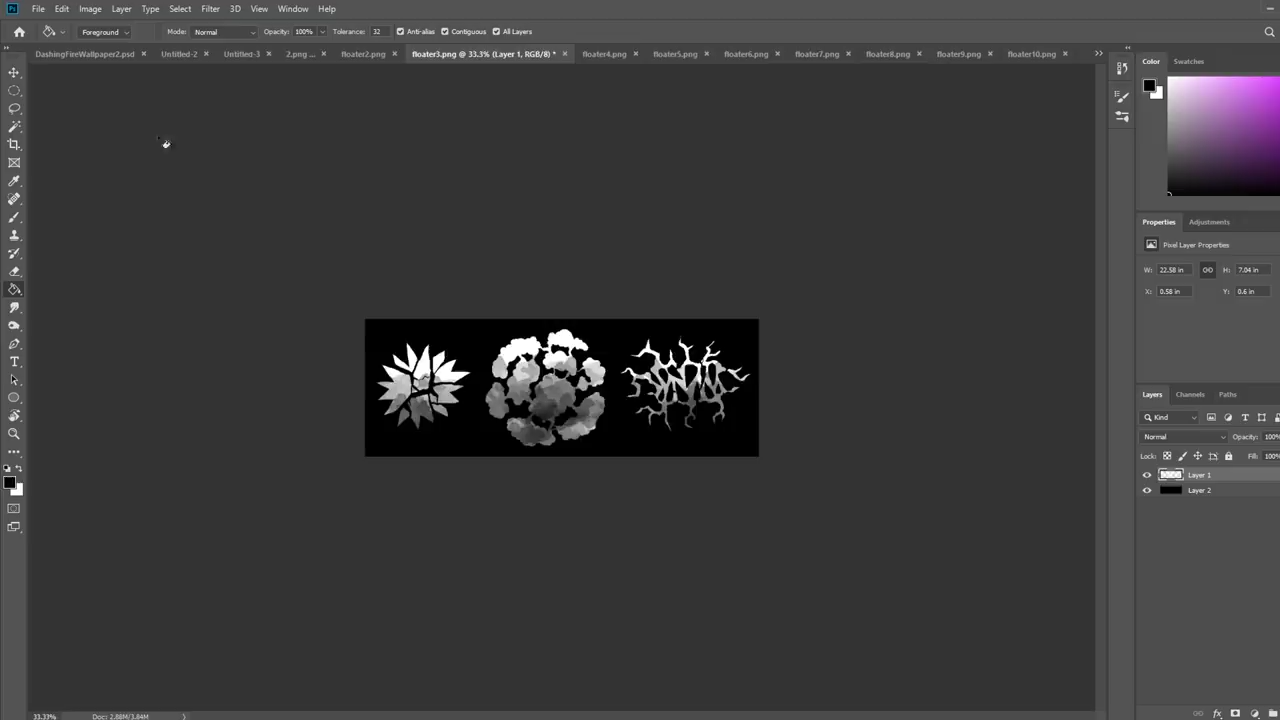 Ps File Edit Image Layer Type Select Filter 3D View Window Help
Foreground Mode: Normal Opacity: 100% Tolerance: 32 Anti-alias Contiguous All Layers
DashingFireWallpaper2.psd Untitled-2 Untitled-3 2.png ... floater2.png floater3.png @ 33.3% (Layer 1, RGB/8) * floater4.png floater5.png floater6.png floater7.png floater8.png floater9.png floater10.png
Color Swatches
Properties Adjustments
Pixel Layer Properties
W: 22.58 in H: 7.04 in
X: 0.58 in Y: 0.6 in
Layers Channels Paths
Kind
Normal Opacity: 100%
Lock: Fill: 100%
Layer 1
Layer 2
33.33% Doc: 2.88M/3.84M